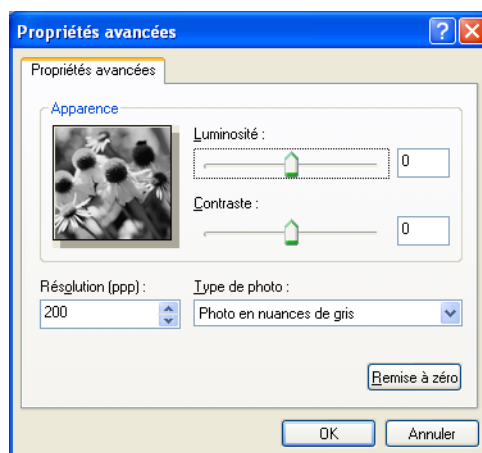 Propriétés avancées
Propriétés avancées
Apparence
Luminosité :
0
Contraste :
0
Résolution (ppp) :
200
Type de photo :
Photo en nuances de gris
Remise à zéro
OK
Annuler